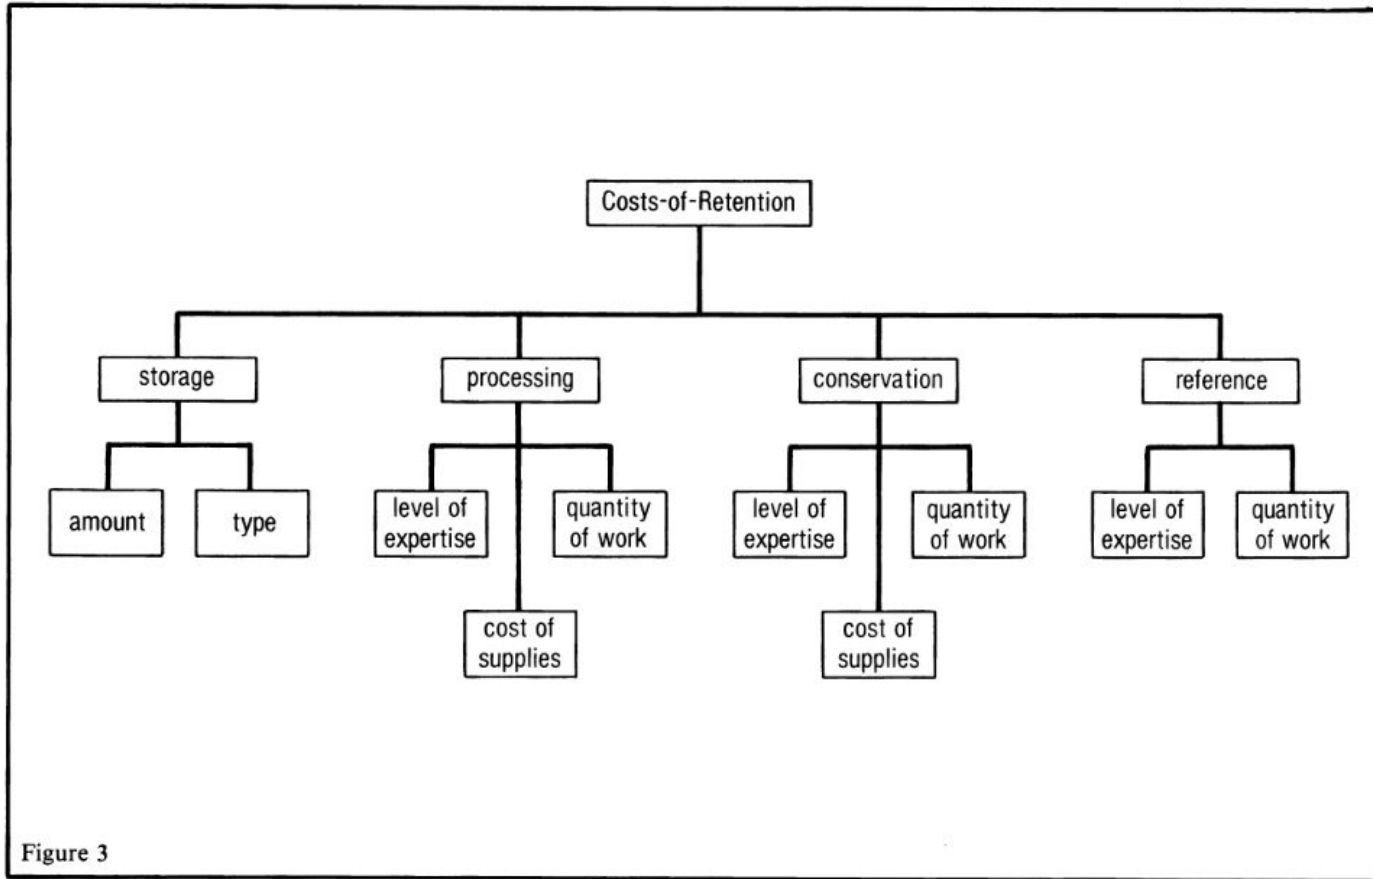 Costs-of-Retention
storage
processing
conservation
reference
amount
type
level of
expertise
quantity
of work
level of
expertise
quantity
of work
level of
expertise
quantity
of work
cost of
supplies
cost of
supplies
Figure 3